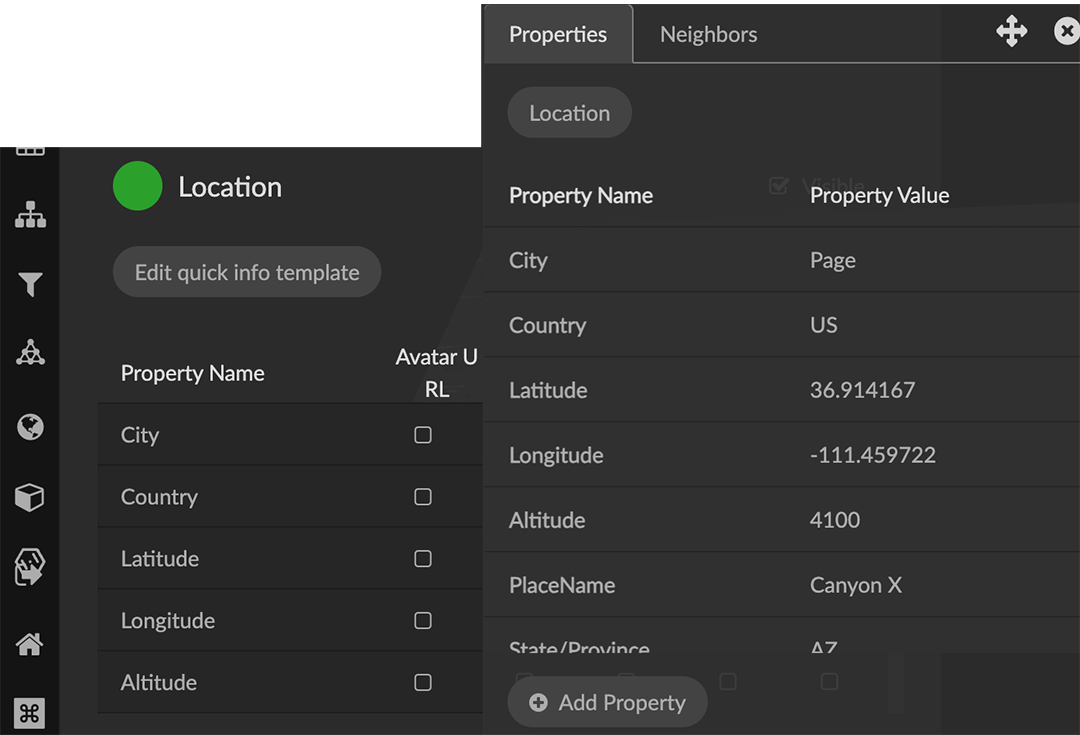 Properties Neighbors
Location
Visible
Property Name Property Value
City Page
Country US
Latitude 36.914167
Longitude -111.459722
Altitude 4100
PlaceName Canyon X
State/Province AZ
Add Property
Location
Edit quick info template
Property Name Avatar U
RL
City
Country
Latitude
Longitude
Altitude